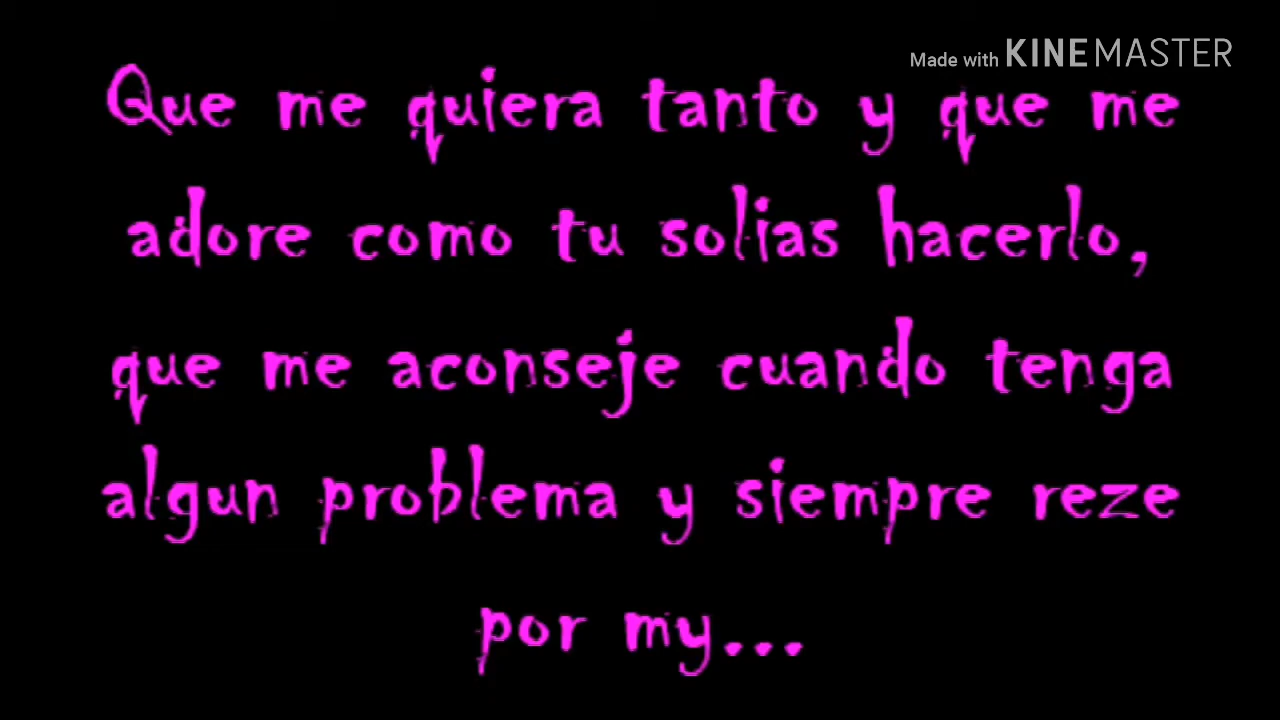 Made with KINEMASTER
Que me quiera tanto y que me
adore como tu solias hacerlo,
que me aconseje cuando tenga
algun problema y siempre reze
por my...